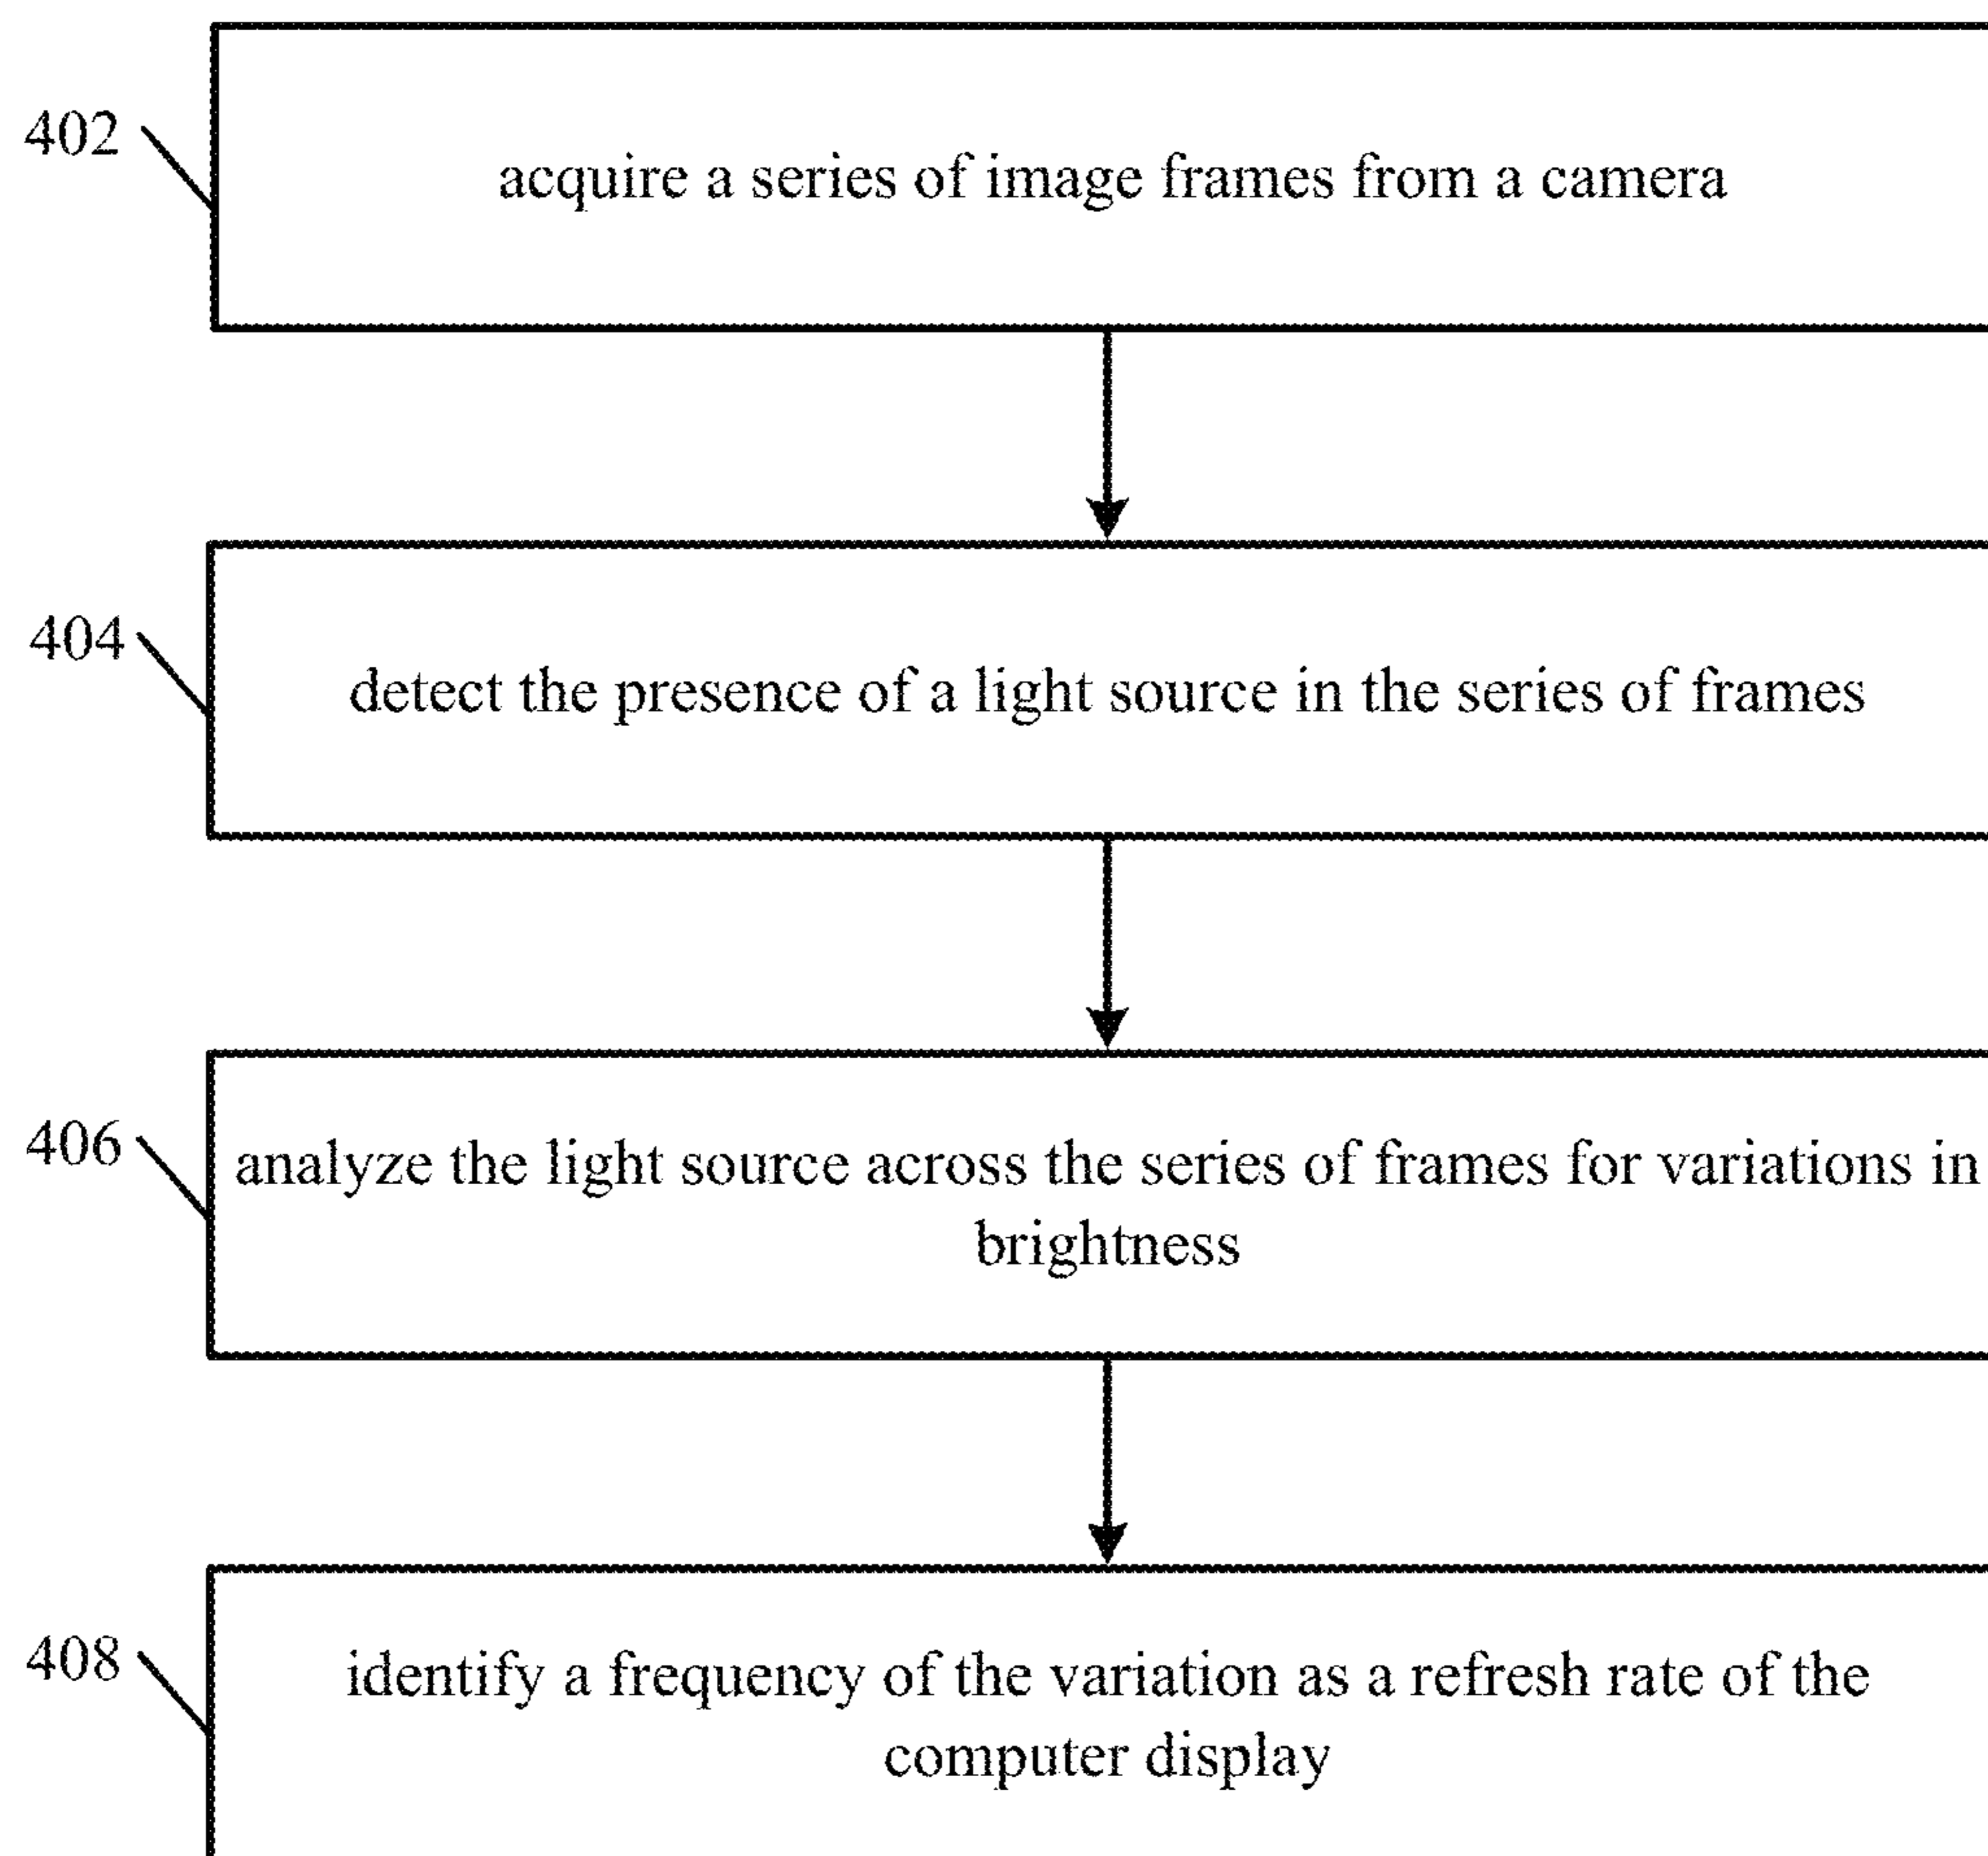 402
acquire a series of image frames from a camera
404
detect the presence of a light source in the series of frames
406
analyze the light source across the series of frames for variations in
brightness
408
identify a frequency of the variation as a refresh rate of the
computer display